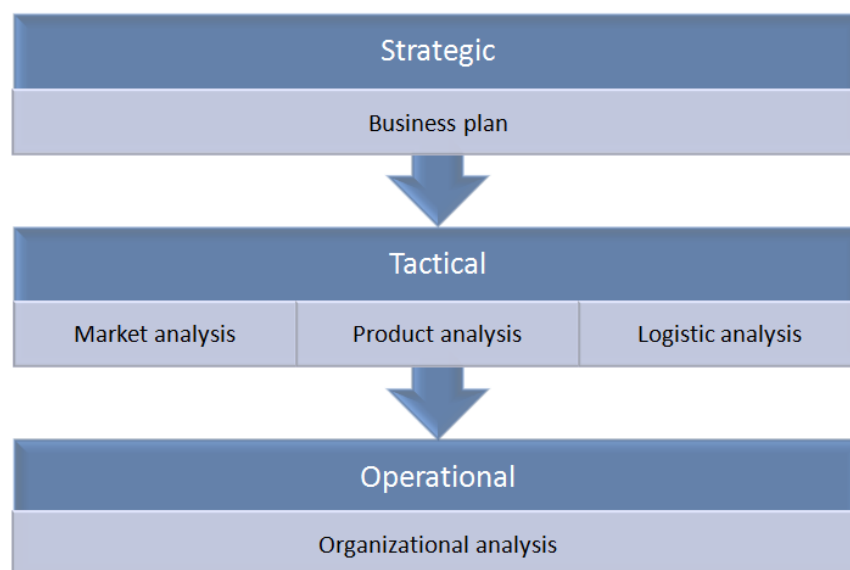 Strategic
Business plan
Tactical
Market analysis
Product analysis
Logistic analysis
Operational
Organizational analysis